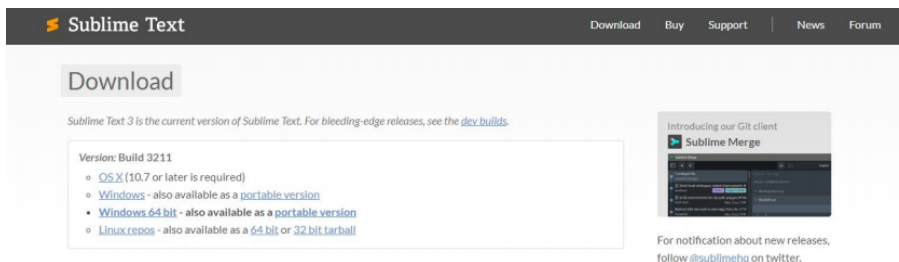 Sublime Text
Download Buy Support News Forum
Download
Sublime Text 3 is the current version of Sublime Text. For bleeding-edge releases, see the dev builds.
Version: Build 3211
OS X (10.7 or later is required)
Windows - also available as a portable version
Windows 64 bit - also available as a portable version
Linux repos - also available as a 64 bit or 32 bit tarball
Introducing our Git client
Sublime Merge
For notification about new releases,
follow @sublimehq on twitter.